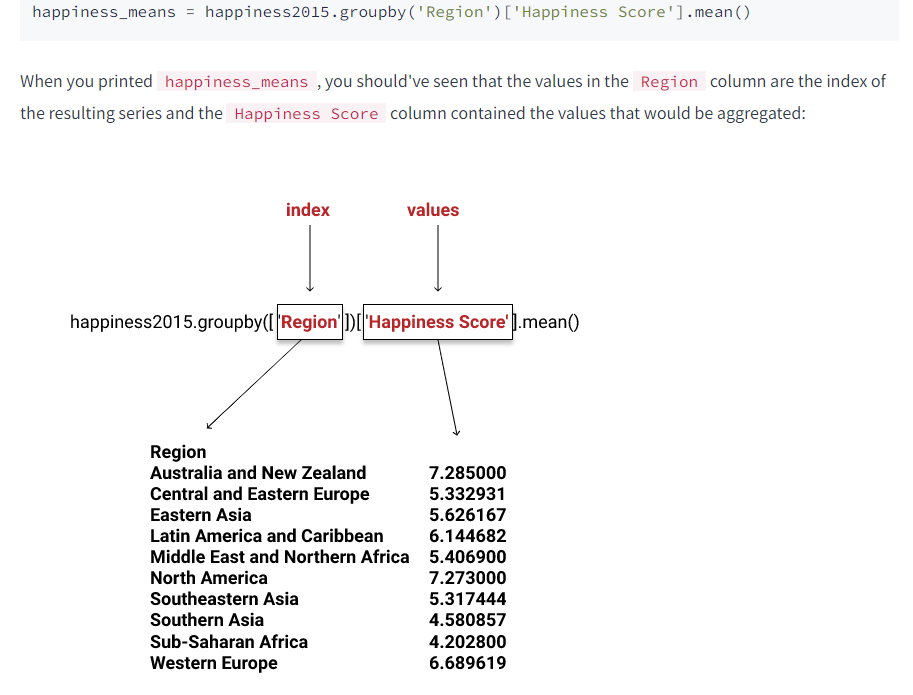 happiness_means = happiness2015.groupby('Region')['Happiness Score'].mean()
When you printed happiness_means , you should've seen that the values in the Region column are the index of
the resulting series and the Happiness Score column contained the values that would be aggregated:
index values
happiness2015.groupby(['Region'])['Happiness Score'].mean()
Region
Australia and New Zealand 7.285000
Central and Eastern Europe 5.332931
Eastern Asia 5.626167
Latin America and Caribbean 6.144682
Middle East and Northern Africa 5.406900
North America 7.273000
Southeastern Asia 5.317444
Southern Asia 4.580857
Sub-Saharan Africa 4.202800
Western Europe 6.689619